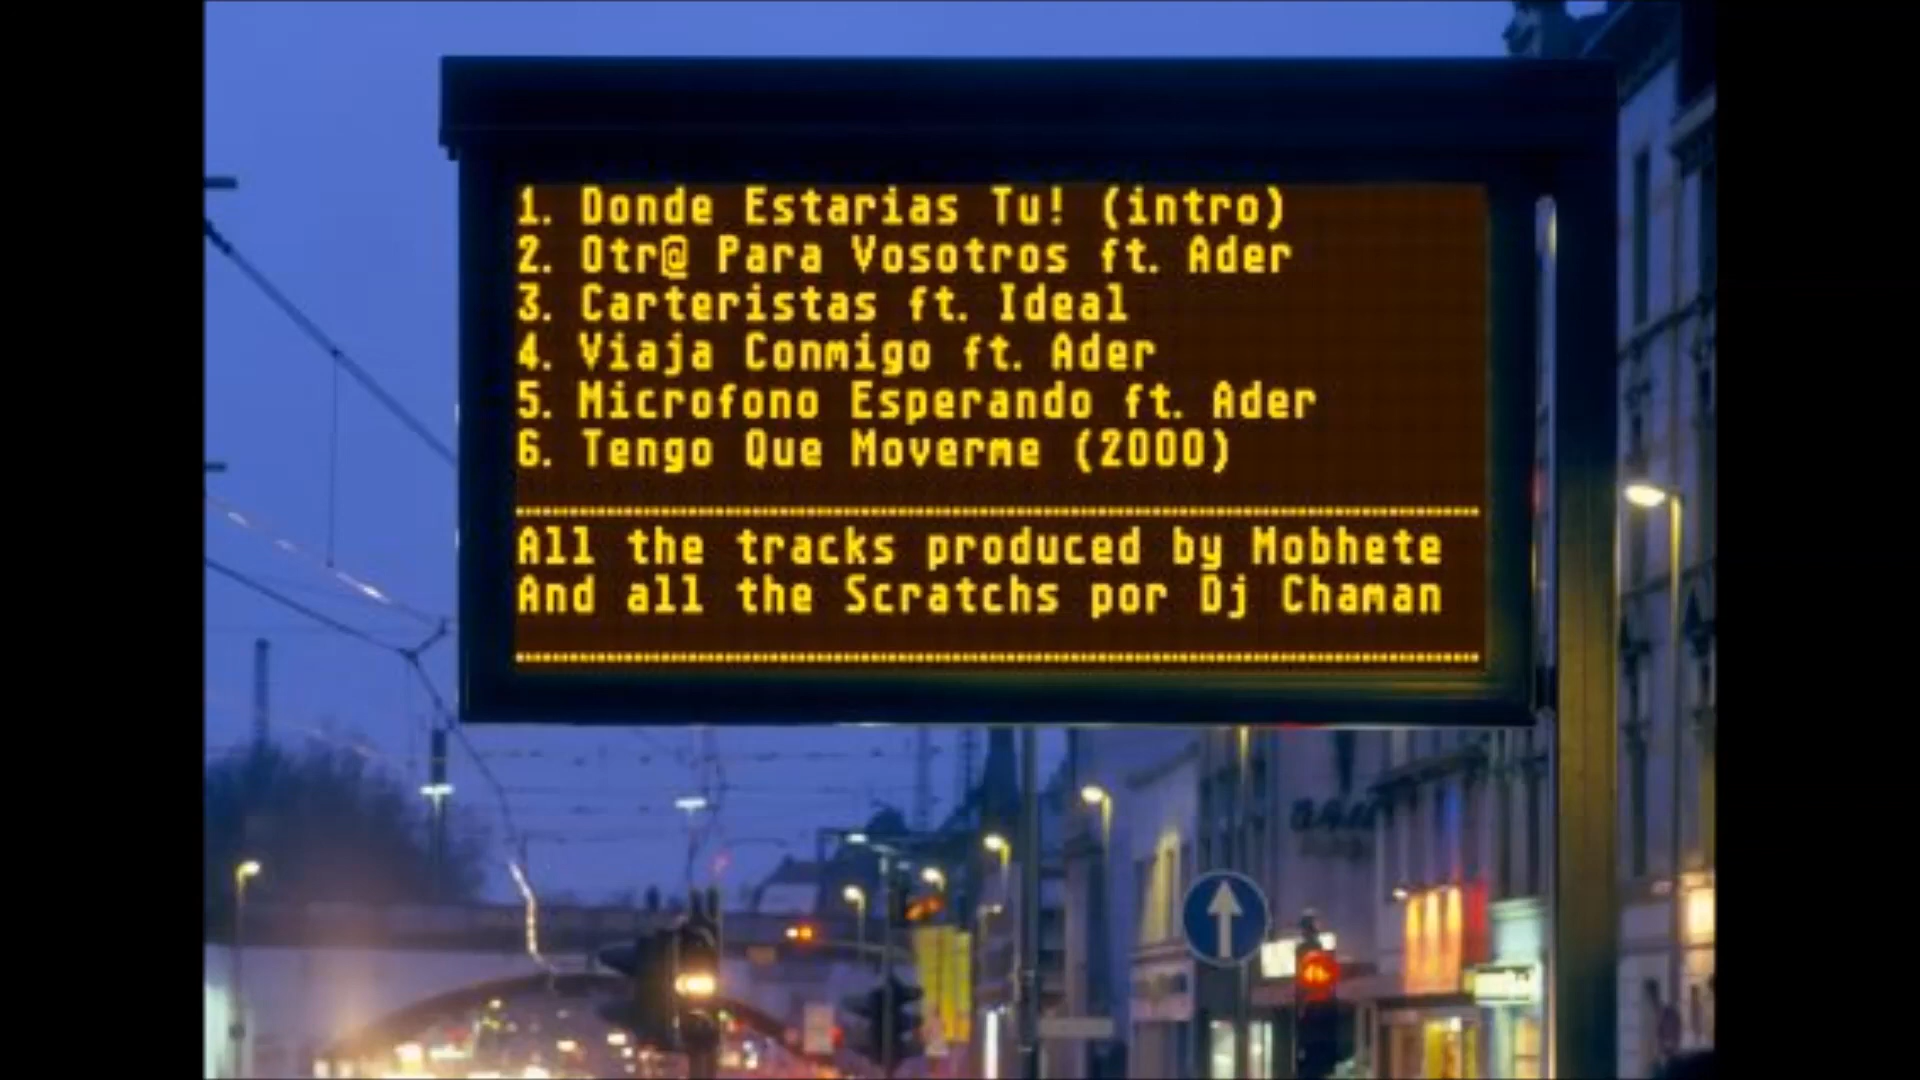 1. Donde Estarias Tu! (intro)
2. Otr@ Para Vosotros ft. Ader
3. Carteristas ft. Ideal
4. Viaja Conmigo ft. Ader
5. Microfono Esperando ft. Ader
6. Tengo Que Moverme (2000)
All the tracks produced by Mobhete
And all the Scratchs por Dj Chaman